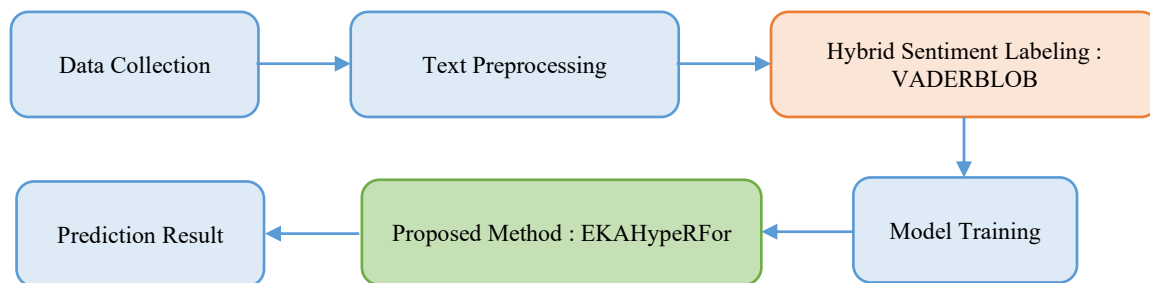 Data Collection
Text Preprocessing
Hybrid Sentiment Labeling :
VADERBLOB
Prediction Result
Proposed Method : EKAHypeRFor
Model Training